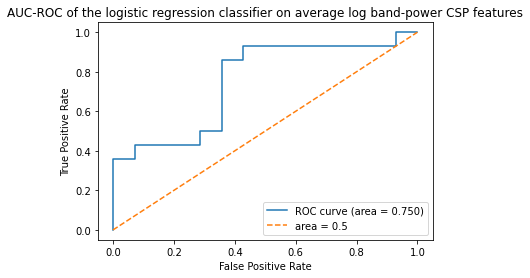 AUC-ROC of the logistic regression classifier on average log band-power CSP features
1.0
0.8
0.6
0.4
0.2
0.0
True Positive Rate
ROC curve (area = 0.750)
area = 0.5
0.0 0.2 0.4 0.6 0.8 1.0
False Positive Rate